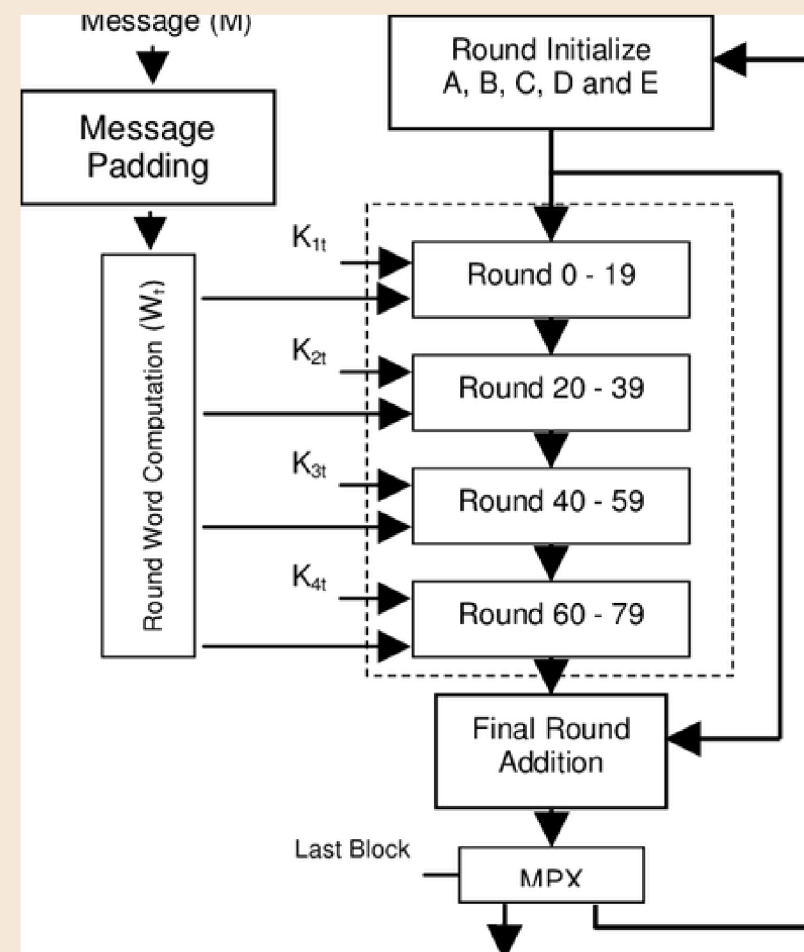 Message (M)
Message
Padding
Round Word Computation (Wₜ)
Round Initialize
A, B, C, D and E
K₁ₜ
Round 0 - 19
K₂ₜ
Round 20 - 39
K₃ₜ
Round 40 - 59
K₄ₜ
Round 60 - 79
Final Round
Addition
Last Block
MPX